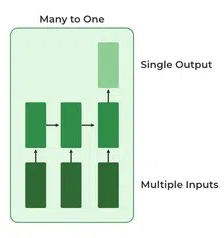 Many to One
Single Output
Multiple Inputs